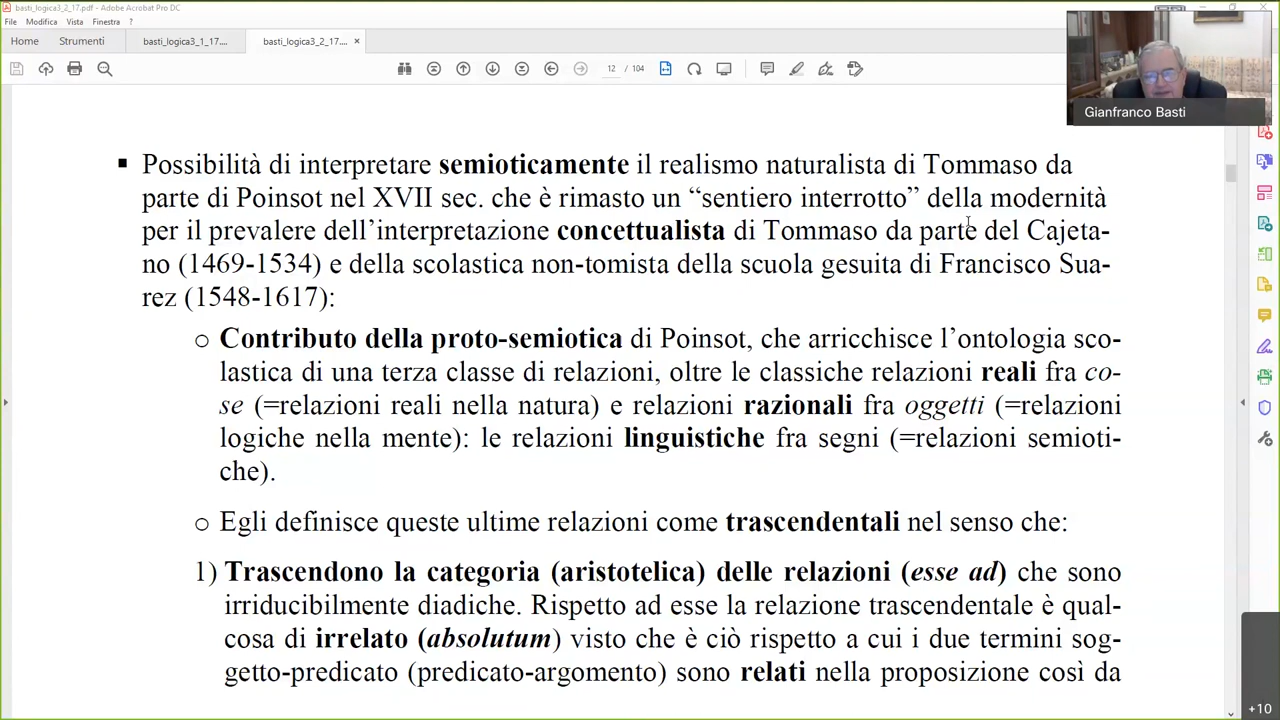 basti_logica3_2_17.pdf - Adobe Acrobat Pro DC
File Modifica Vista Finestra ?
Home Strumenti basti_logica3_1_17.... basti_logica3_2_17.... ×
12 / 104
Gianfranco Basti
▪ Possibilità di interpretare semioticamente il realismo naturalista di Tommaso da
parte di Poinsot nel XVII sec. che è rimasto un “sentiero interrotto” della modernità
per il prevalere dell’interpretazione concettualista di Tommaso da parte del Cajeta-
no (1469-1534) e della scolastica non-tomista della scuola gesuita di Francisco Sua-
rez (1548-1617):
o Contributo della proto-semiotica di Poinsot, che arricchisce l’ontologia sco-
lastica di una terza classe di relazioni, oltre le classiche relazioni reali fra co-
se (=relazioni reali nella natura) e relazioni razionali fra oggetti (=relazioni
logiche nella mente): le relazioni linguistiche fra segni (=relazioni semioti-
che).
o Egli definisce queste ultime relazioni come trascendentali nel senso che:
1) Trascendono la categoria (aristotelica) delle relazioni (esse ad) che sono
irriducibilmente diadiche. Rispetto ad esse la relazione trascendentale è qual-
cosa di irrelato (absolutum) visto che è ciò rispetto a cui i due termini sog-
getto-predicato (predicato-argomento) sono relati nella proposizione così da
+10